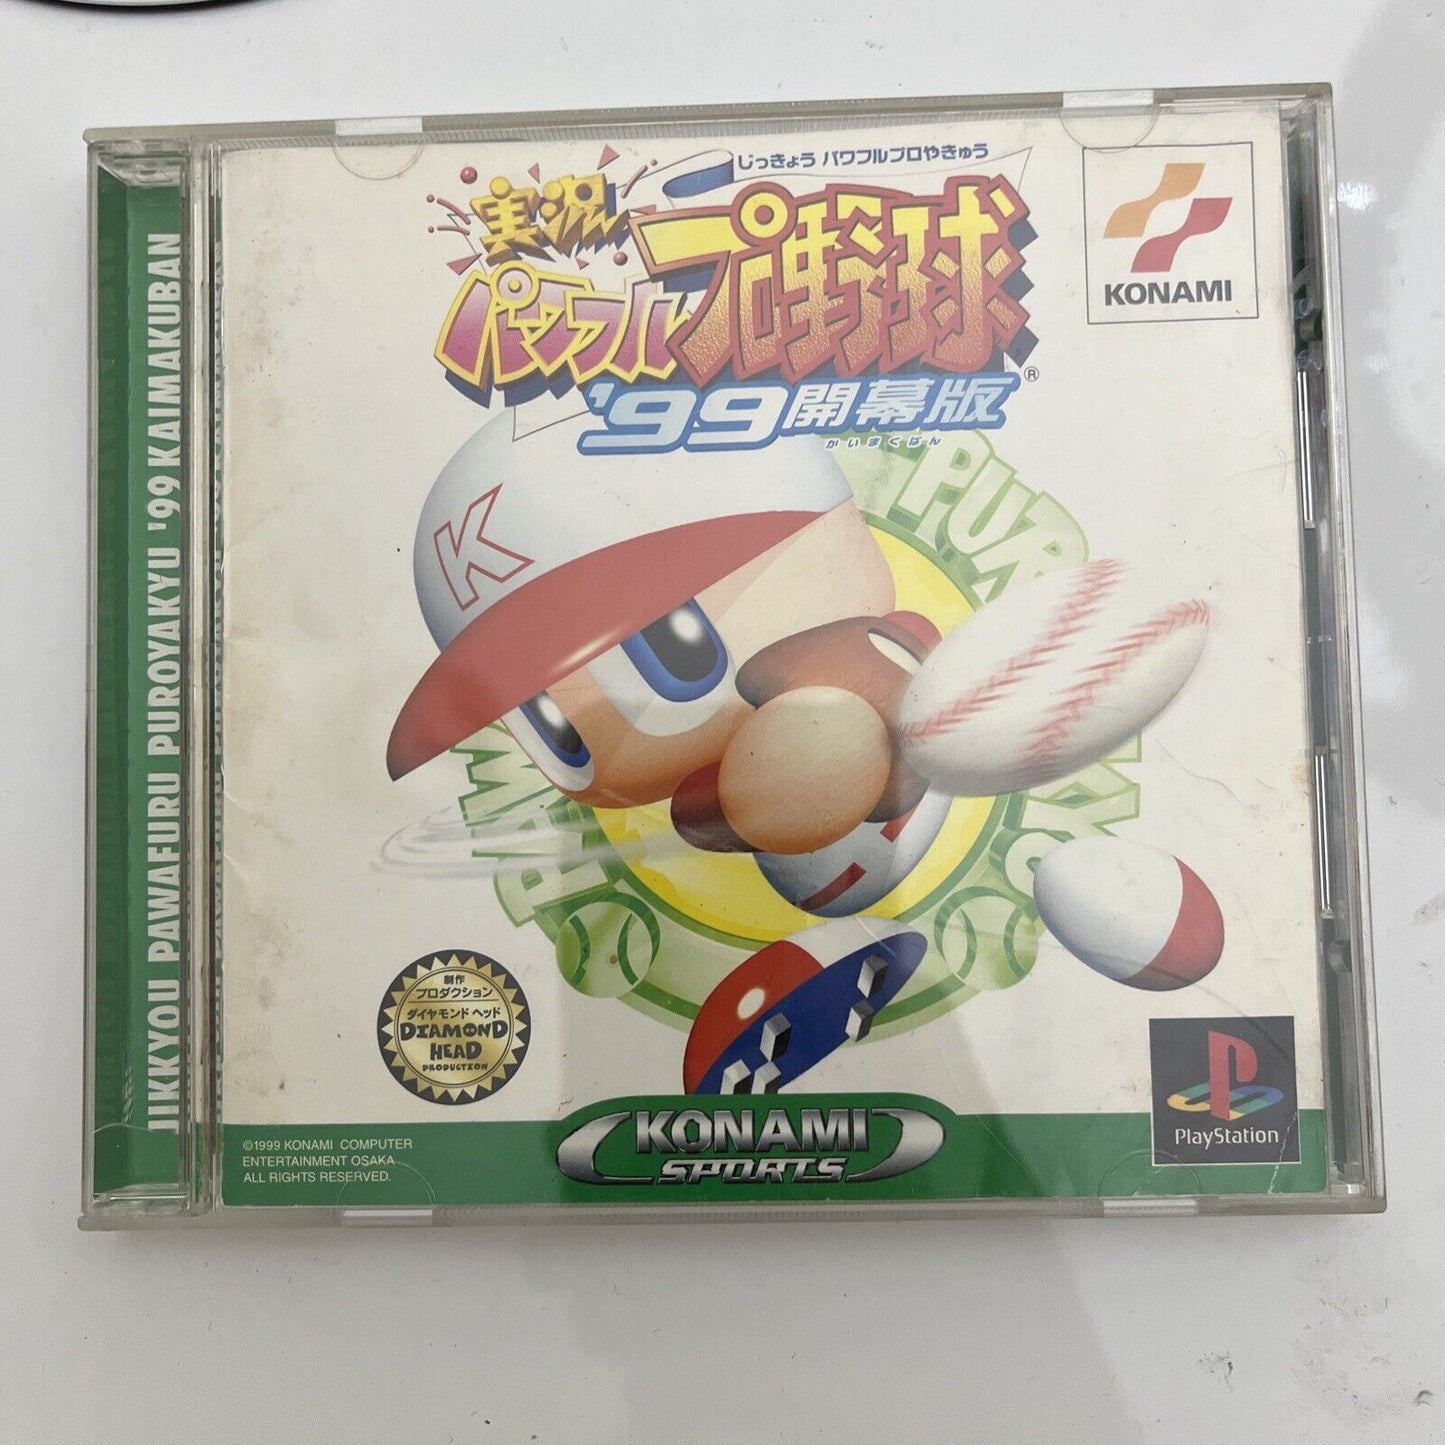 JIKKYOU PAWAFURU PUROYAKYU '99 KAIMAKUBAN
じっきょう パワフルプロやきゅう
実況
パワフルプロ野球®
'99開幕版
かいまくばん
KONAMI
K
制作
プロダクション
ダイヤモンド ヘッド
DIAMOND
HEAD
PRODUCTION
©1999 KONAMI COMPUTER
ENTERTAINMENT OSAKA
ALL RIGHTS RESERVED.
KONAMI
SPORTS
PlayStation